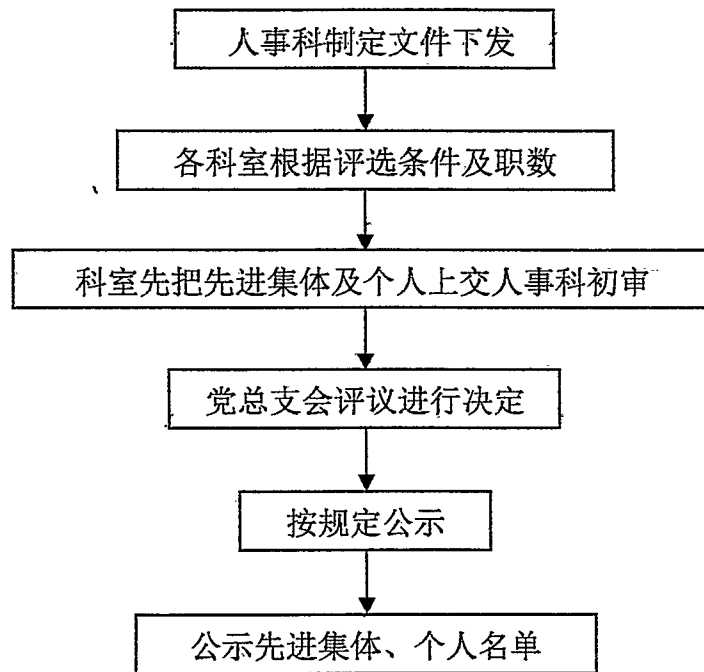 人事科制定文件下发
各科室根据评选条件及职数
科室先把先进集体及个人上交人事科初审
党总支会评议进行决定
按规定公示
公示先进集体、个人名单